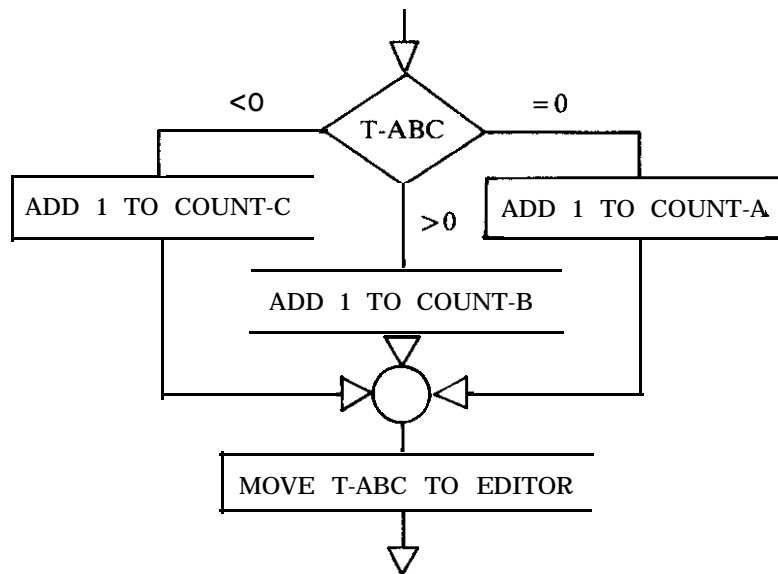 <0
=0
T-ABC
ADD 1 TO COUNT-C
>0
ADD 1 TO COUNT-A
ADD 1 TO COUNT-B
MOVE T-ABC TO EDITOR